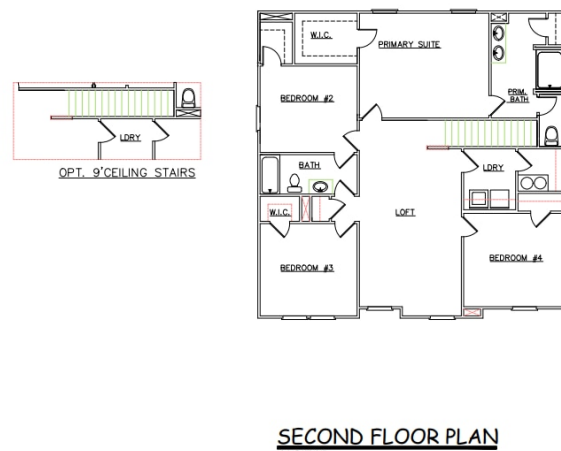 W.I.C.
PRIMARY SUITE
BEDROOM #2
PRIM.
BATH
LDRY
OPT. 9'CEILING STAIRS
BATH
LDRY
W.I.C.
LOFT
BEDROOM #3
BEDROOM #4
SECOND FLOOR PLAN